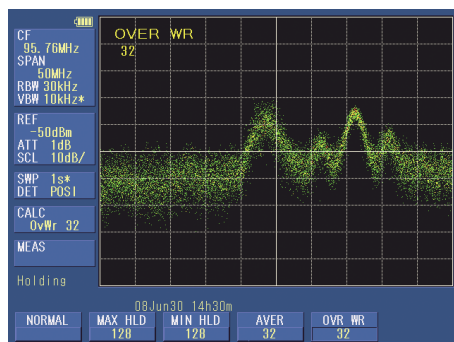 CF
95. 76MHz
SPAN
50MHz
RBW 30kHz
VBW 10kHz*
REF
-50dBm
ATT 1dB
SCL 10dB/
SWP 1s*
DET POSI
CALC
OvWr 32
MEAS
Holding
OVER WR
32
08Jun30 14h30m
NORMAL
MAX HLD
128
MIN HLD
128
AVER
32
OVR WR
32